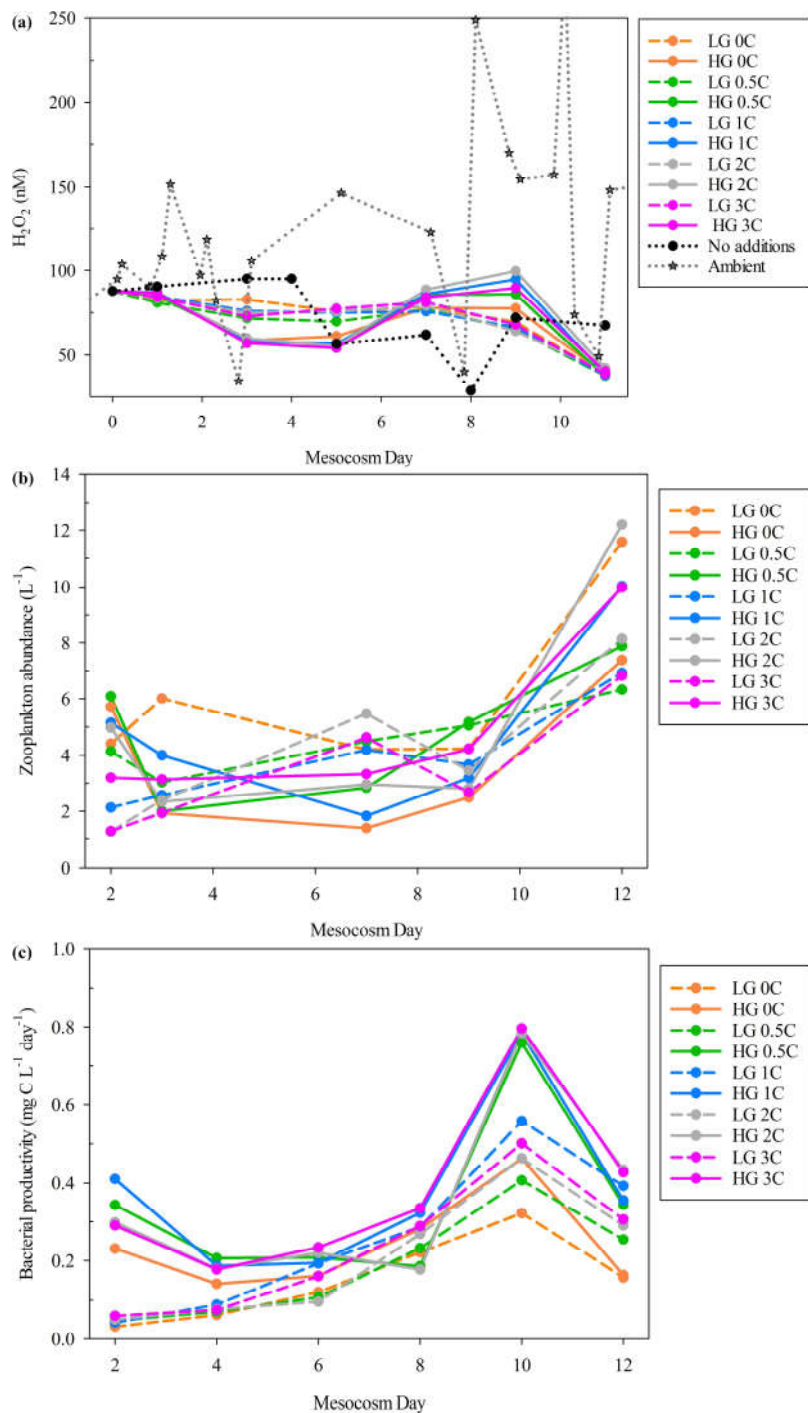 (a)
250
200
150
100
50
H₂O₂ (nM)
0 2 4 6 8 10
Mesocosm Day
LG 0C
HG 0C
LG 0.5C
HG 0.5C
LG 1C
HG 1C
LG 2C
HG 2C
LG 3C
HG 3C
No additions
Ambient
(b)
14
12
10
8
6
4
2
0
Zooplankton abundance (L⁻¹)
2 4 6 8 10 12
Mesocosm Day
LG 0C
HG 0C
LG 0.5C
HG 0.5C
LG 1C
HG 1C
LG 2C
HG 2C
LG 3C
HG 3C
(c)
1.0
0.8
0.6
0.4
0.2
0.0
Bacterial productivity (mg C L⁻¹ day⁻¹)
2 4 6 8 10 12
Mesocosm Day
LG 0C
HG 0C
LG 0.5C
HG 0.5C
LG 1C
HG 1C
LG 2C
HG 2C
LG 3C
HG 3C